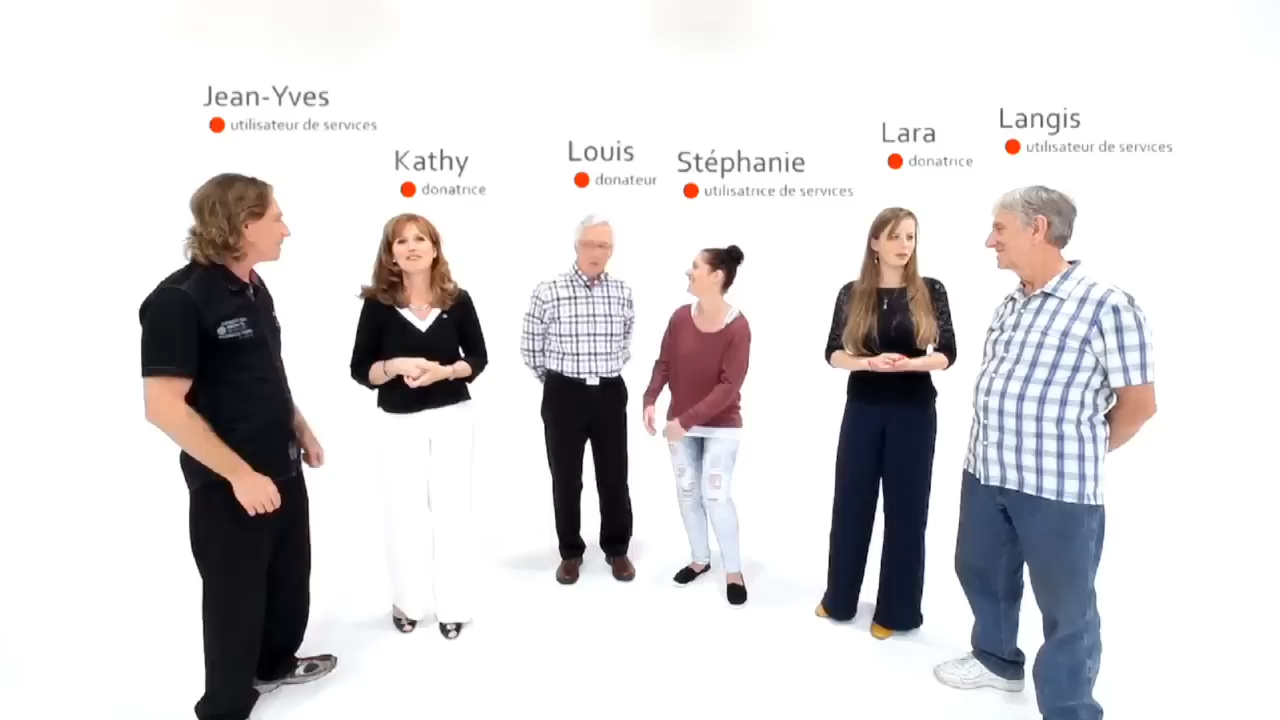 Jean-Yves
utilisateur de services
Kathy
donatrice
Louis
donateur
Stéphanie
utilisatrice de services
Lara
donatrice
Langis
utilisateur de services